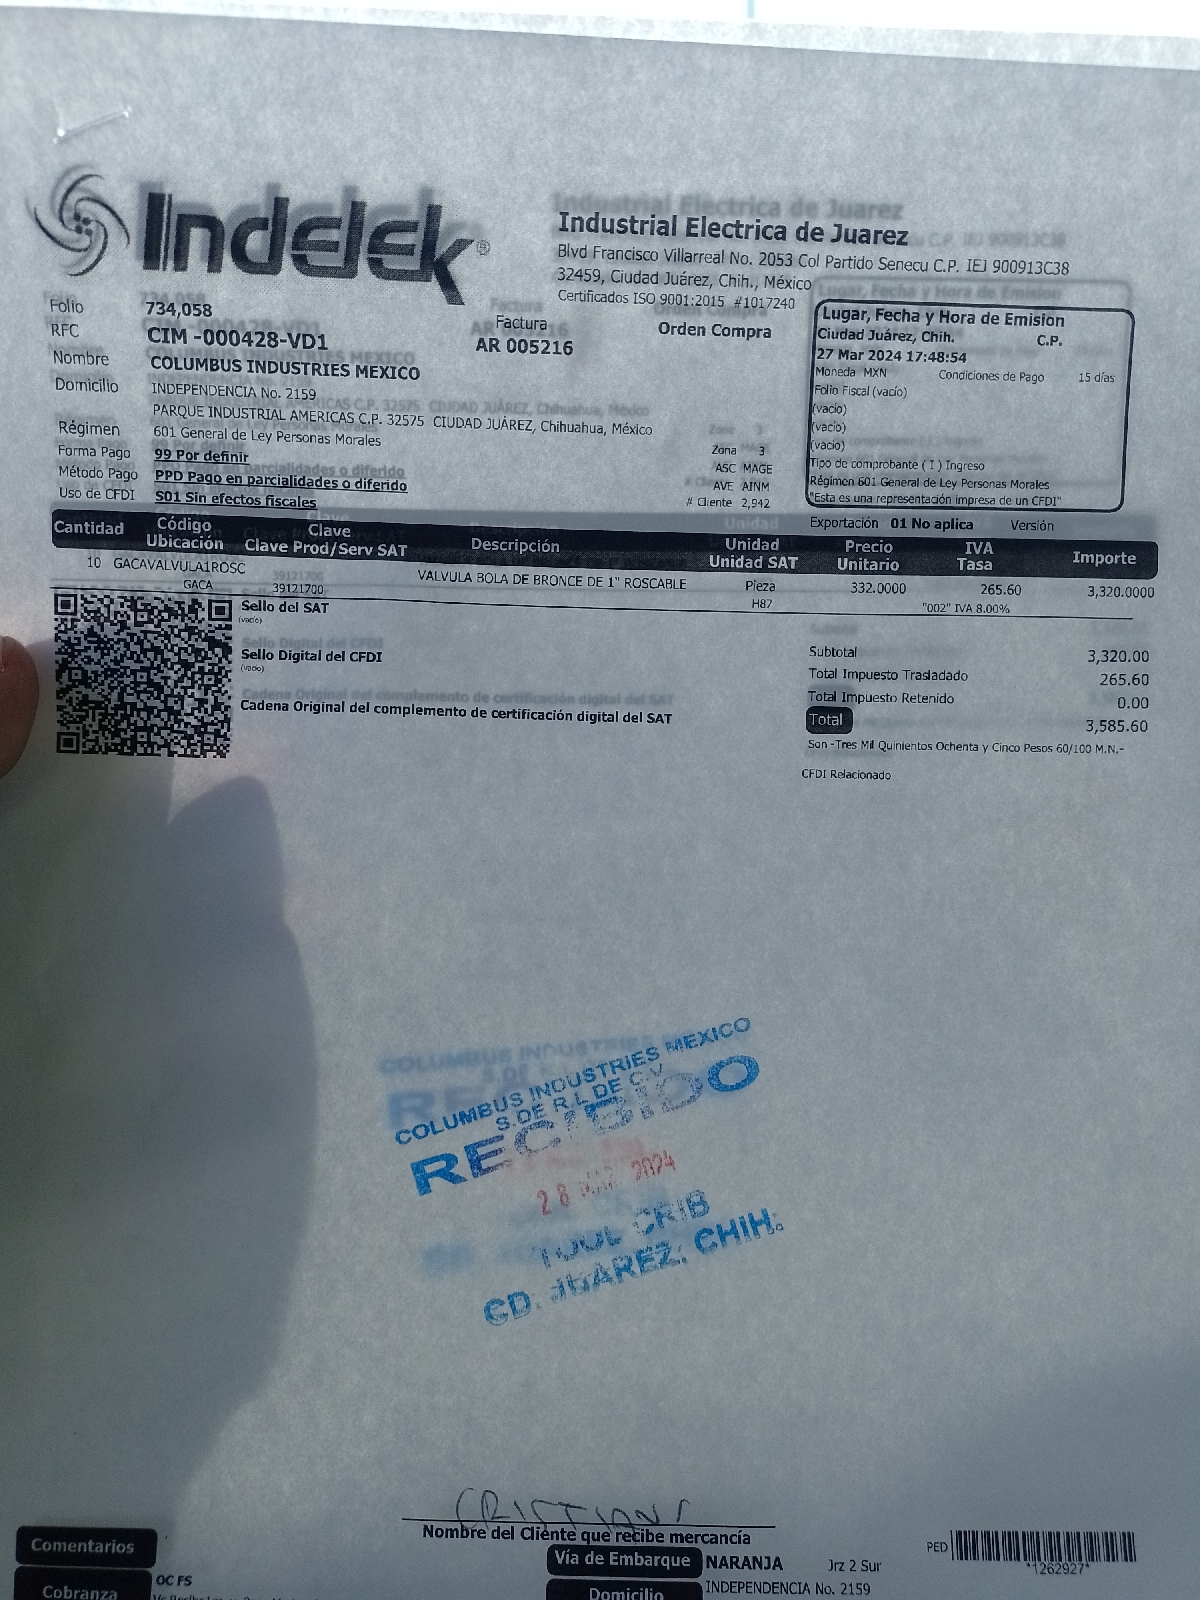 Indelek®
Industrial Electrica de Juarez
Blvd Francisco Villarreal No. 2053 Col Partido Senecu C.P. IEJ 900913C38
32459, Ciudad Juárez, Chih., México
Certificados ISO 9001:2015 #1017240
Folio 734,058
RFC CIM -000428-VD1
Nombre COLUMBUS INDUSTRIES MEXICO
Domicilio INDEPENDENCIA No. 2159
PARQUE INDUSTRIAL AMERICAS C.P. 32575 CIUDAD JUÁREZ, Chihuahua, México
Régimen 601 General de Ley Personas Morales
Forma Pago 99 Por definir
Método Pago PPD Pago en parcialidades o diferido
Uso de CFDI S01 Sin efectos fiscales
Factura
AR 005216
Orden Compra
Zona 3
ASC MAGE
AVE AINM
# Cliente 2,942
Lugar, Fecha y Hora de Emision
Ciudad Juárez, Chih. C.P.
27 Mar 2024 17:48:54
Moneda MXN Condiciones de Pago 15 días
Folio Fiscal (vacío)
(vacío)
(vacío)
(vacío)
Tipo de comprobante ( I ) Ingreso
Régimen 601 General de Ley Personas Morales
"Esta es una representación impresa de un CFDI"
Exportación 01 No aplica Versión
Cantidad Código Ubicación Clave Clave Prod/Serv SAT Descripción Unidad Unidad SAT Precio Unitario IVA Tasa Importe
10 GACAVALVULA1ROSC VALVULA BOLA DE BRONCE DE 1" ROSCABLE Pieza 332.0000 265.60 3,320.0000
GACA 39121700 H87 "002" IVA 8.00%
Sello del SAT
(vacío)
Sello Digital del CFDI
(vacío)
Cadena Original del complemento de certificación digital del SAT
Subtotal 3,320.00
Total Impuesto Trasladado 265.60
Total Impuesto Retenido 0.00
Total 3,585.60
Son -Tres Mil Quinientos Ochenta y Cinco Pesos 60/100 M.N.-
CFDI Relacionado
COLUMBUS INDUSTRIES MEXICO
S. DE R.L DE C.V
RECIBIDO
28 MAR 2024
TOOL CRIB
CD. JUAREZ, CHIH.
Nombre del Cliente que recibe mercancía
Comentarios
Vía de Embarque NARANJA Jrz 2 Sur
PED *1262927*
Cobranza OC FS
Domicilio INDEPENDENCIA No. 2159